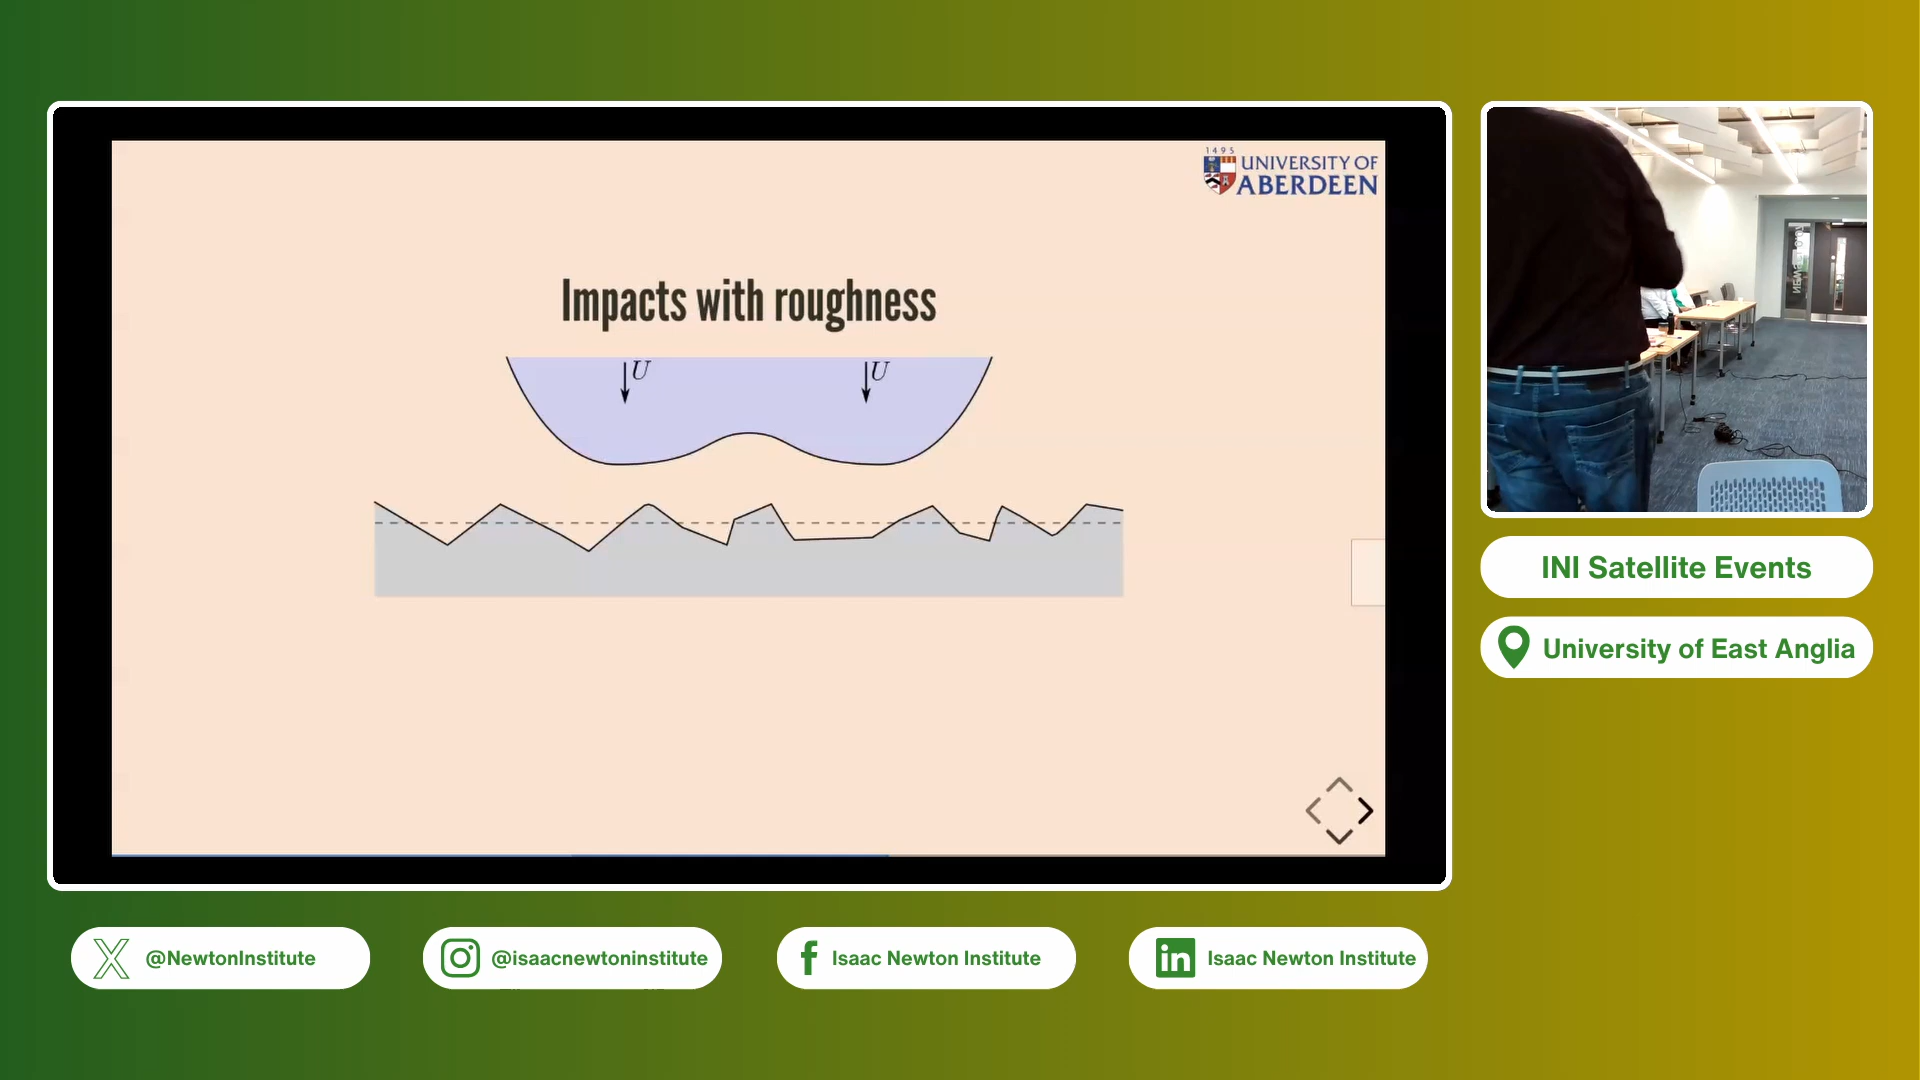 1495
UNIVERSITY OF
ABERDEEN
Impacts with roughness
U
U
INI Satellite Events
University of East Anglia
@NewtonInstitute
@isaacnewtoninstitute
Isaac Newton Institute
Isaac Newton Institute